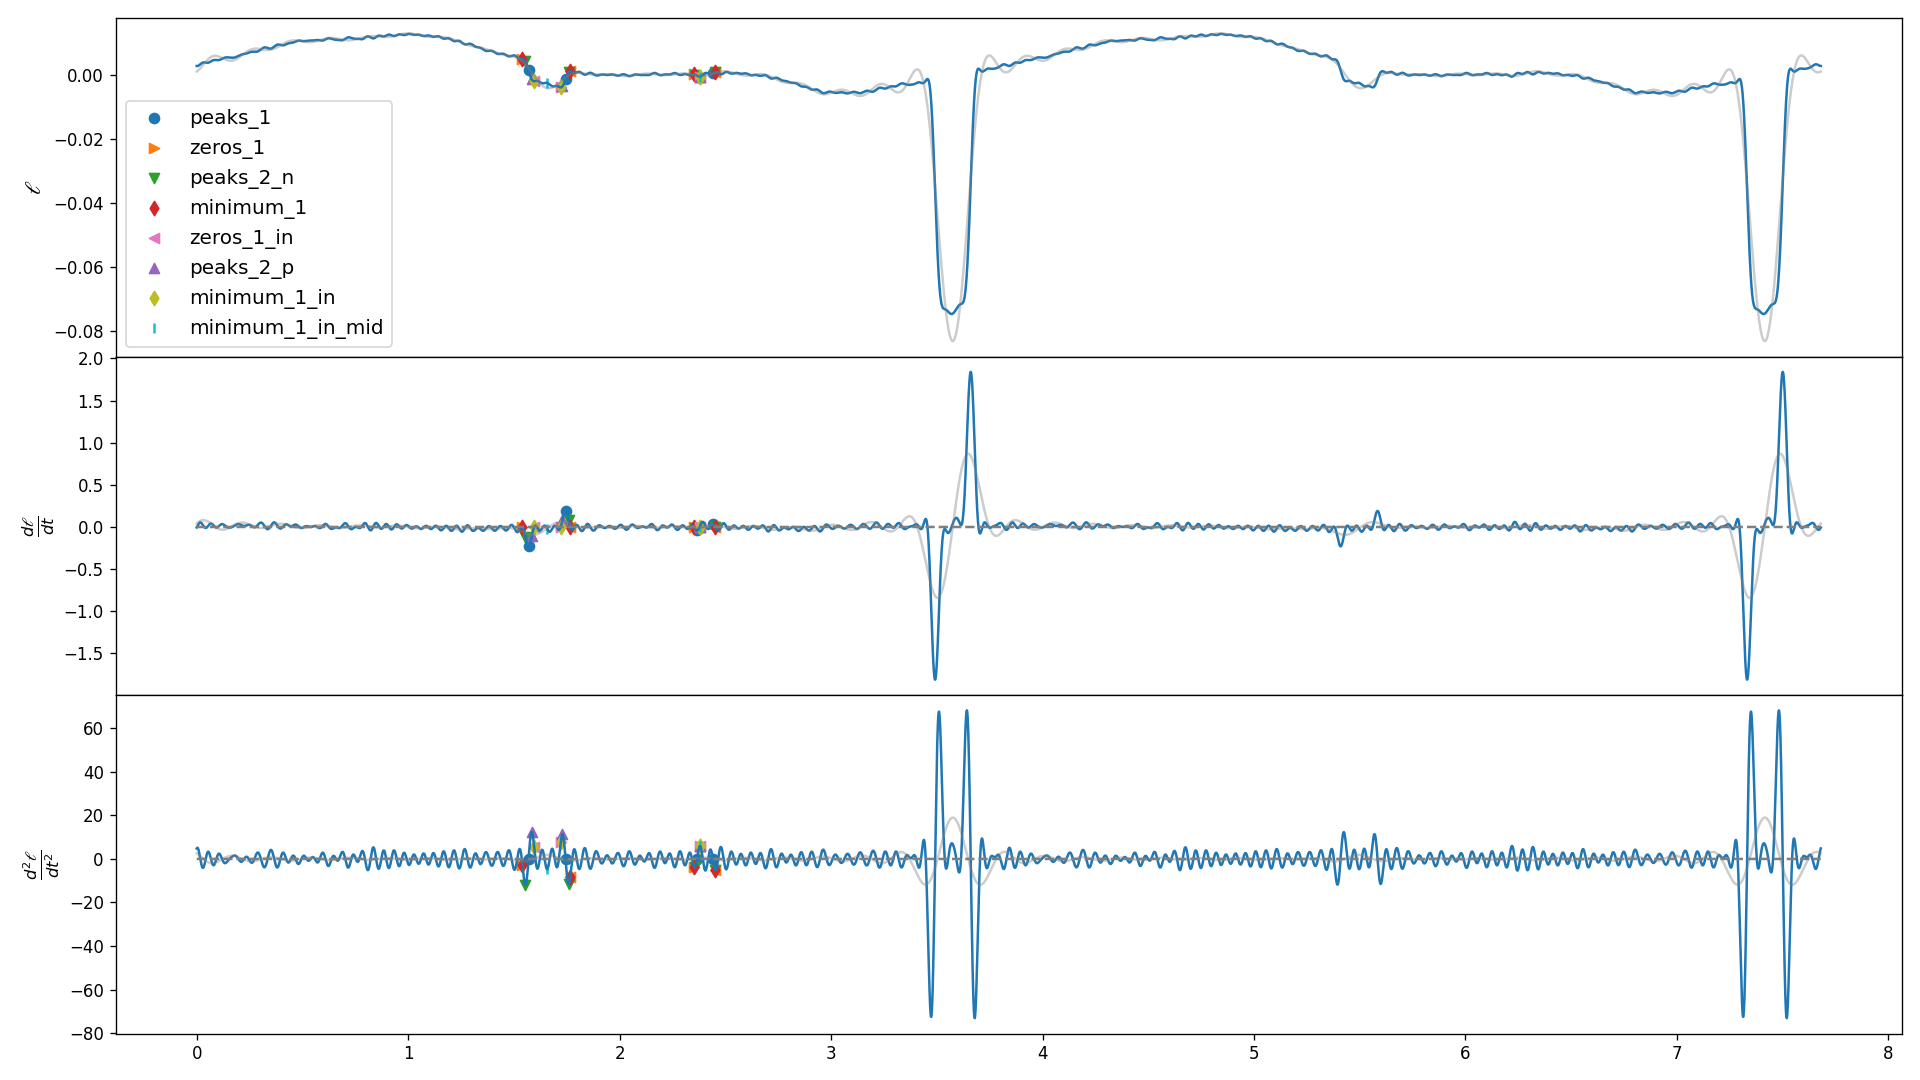 0.00
−0.02
−0.04
−0.06
−0.08
ℓ
peaks_1
zeros_1
peaks_2_n
minimum_1
zeros_1_in
peaks_2_p
minimum_1_in
minimum_1_in_mid
2.0
1.5
1.0
0.5
0.0
−0.5
−1.0
−1.5
dℓ/dt
60
40
20
0
−20
−40
−60
−80
d²ℓ/dt²
0 1 2 3 4 5 6 7 8